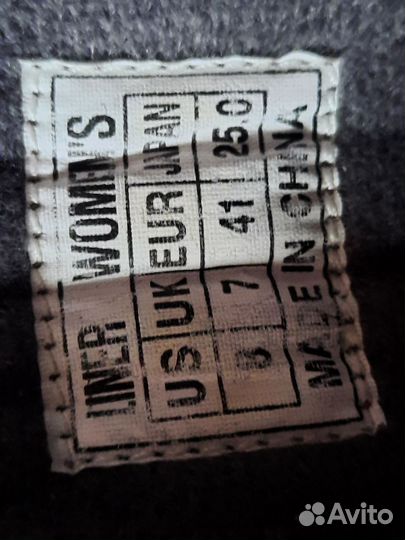 LINER WOMEN'S
US UK EUR JAPAN
7 41 25.0
MADE IN CHINA
Avito